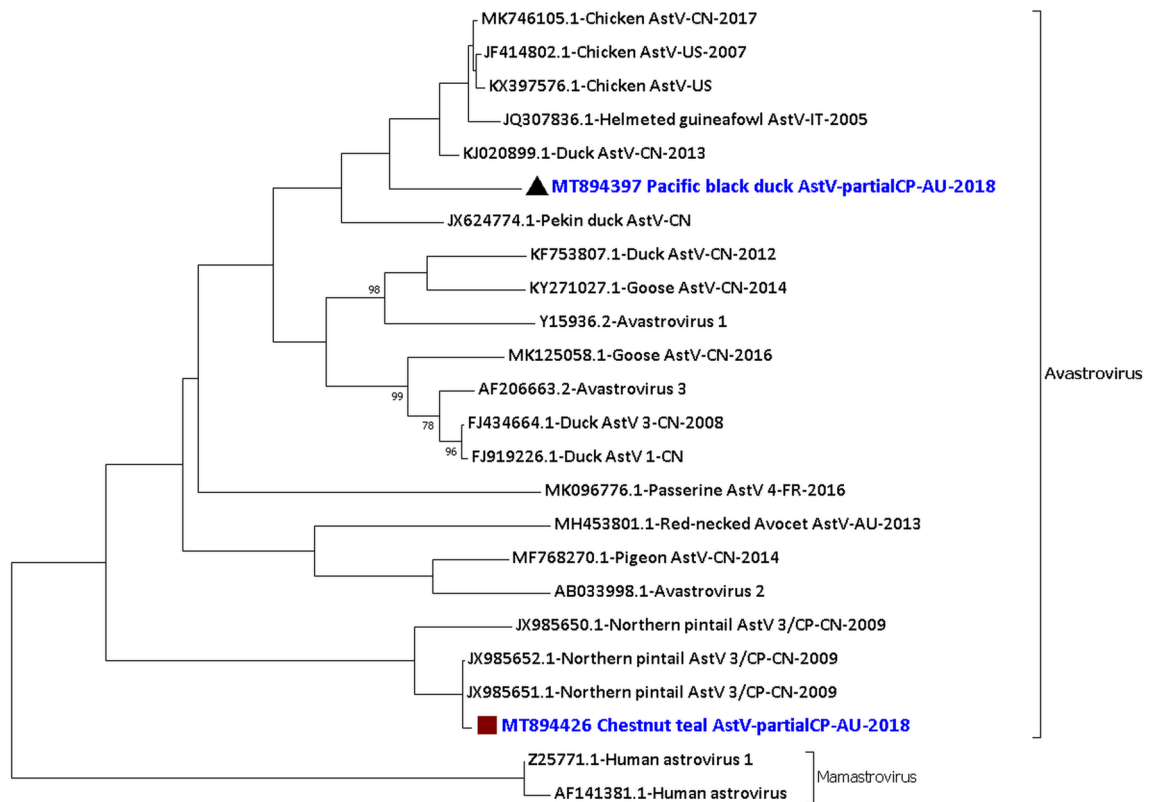 MK746105.1-Chicken AstV-CN-2017
JF414802.1-Chicken AstV-US-2007
KX397576.1-Chicken AstV-US
JQ307836.1-Helmeted guineafowl AstV-IT-2005
KJ020899.1-Duck AstV-CN-2013
MT894397 Pacific black duck AstV-partialCP-AU-2018
JX624774.1-Pekin duck AstV-CN
KF753807.1-Duck AstV-CN-2012
98
KY271027.1-Goose AstV-CN-2014
Y15936.2-Avastrovirus 1
MK125058.1-Goose AstV-CN-2016
Avastrovirus
AF206663.2-Avastrovirus 3
99
FJ434664.1-Duck AstV 3-CN-2008
78
96
FJ919226.1-Duck AstV 1-CN
MK096776.1-Passerine AstV 4-FR-2016
MH453801.1-Red-necked Avocet AstV-AU-2013
MF768270.1-Pigeon AstV-CN-2014
AB033998.1-Avastrovirus 2
JX985650.1-Northern pintail AstV 3/CP-CN-2009
JX985652.1-Northern pintail AstV 3/CP-CN-2009
JX985651.1-Northern pintail AstV 3/CP-CN-2009
MT894426 Chestnut teal AstV-partialCP-AU-2018
Z25771.1-Human astrovirus 1
Mamastrovirus
AF141381.1-Human astrovirus